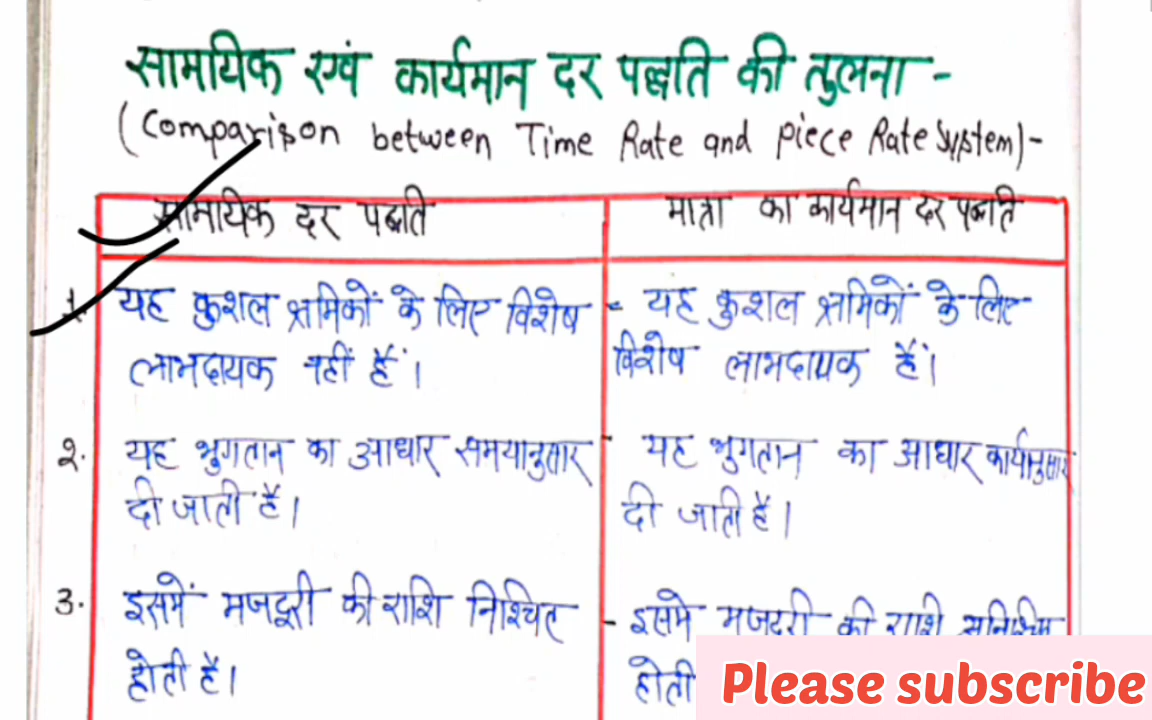 सामायिक एवं कार्यमान दर पद्धति की तुलना -
(Comparison between Time Rate and piece Rate System)-
सामायिक दर पद्धति
मात्रा का कार्यमान दर पद्धति
1. यह कुशल श्रमिकों के लिए विशेष
लाभदायक नहीं हैं।
- यह कुशल श्रमिकों के लिए
विशेष लाभदायक हैं।
2. यह भुगतान का आधार समयानुसार
दी जाती है।
- यह भुगतान का आधार कार्यानुसार
दी जाती है।
3. इसमें मजदूरी की राशि निश्चित
होती है।
- इसमे मजदूरी की राशी
होती
Please subscribe